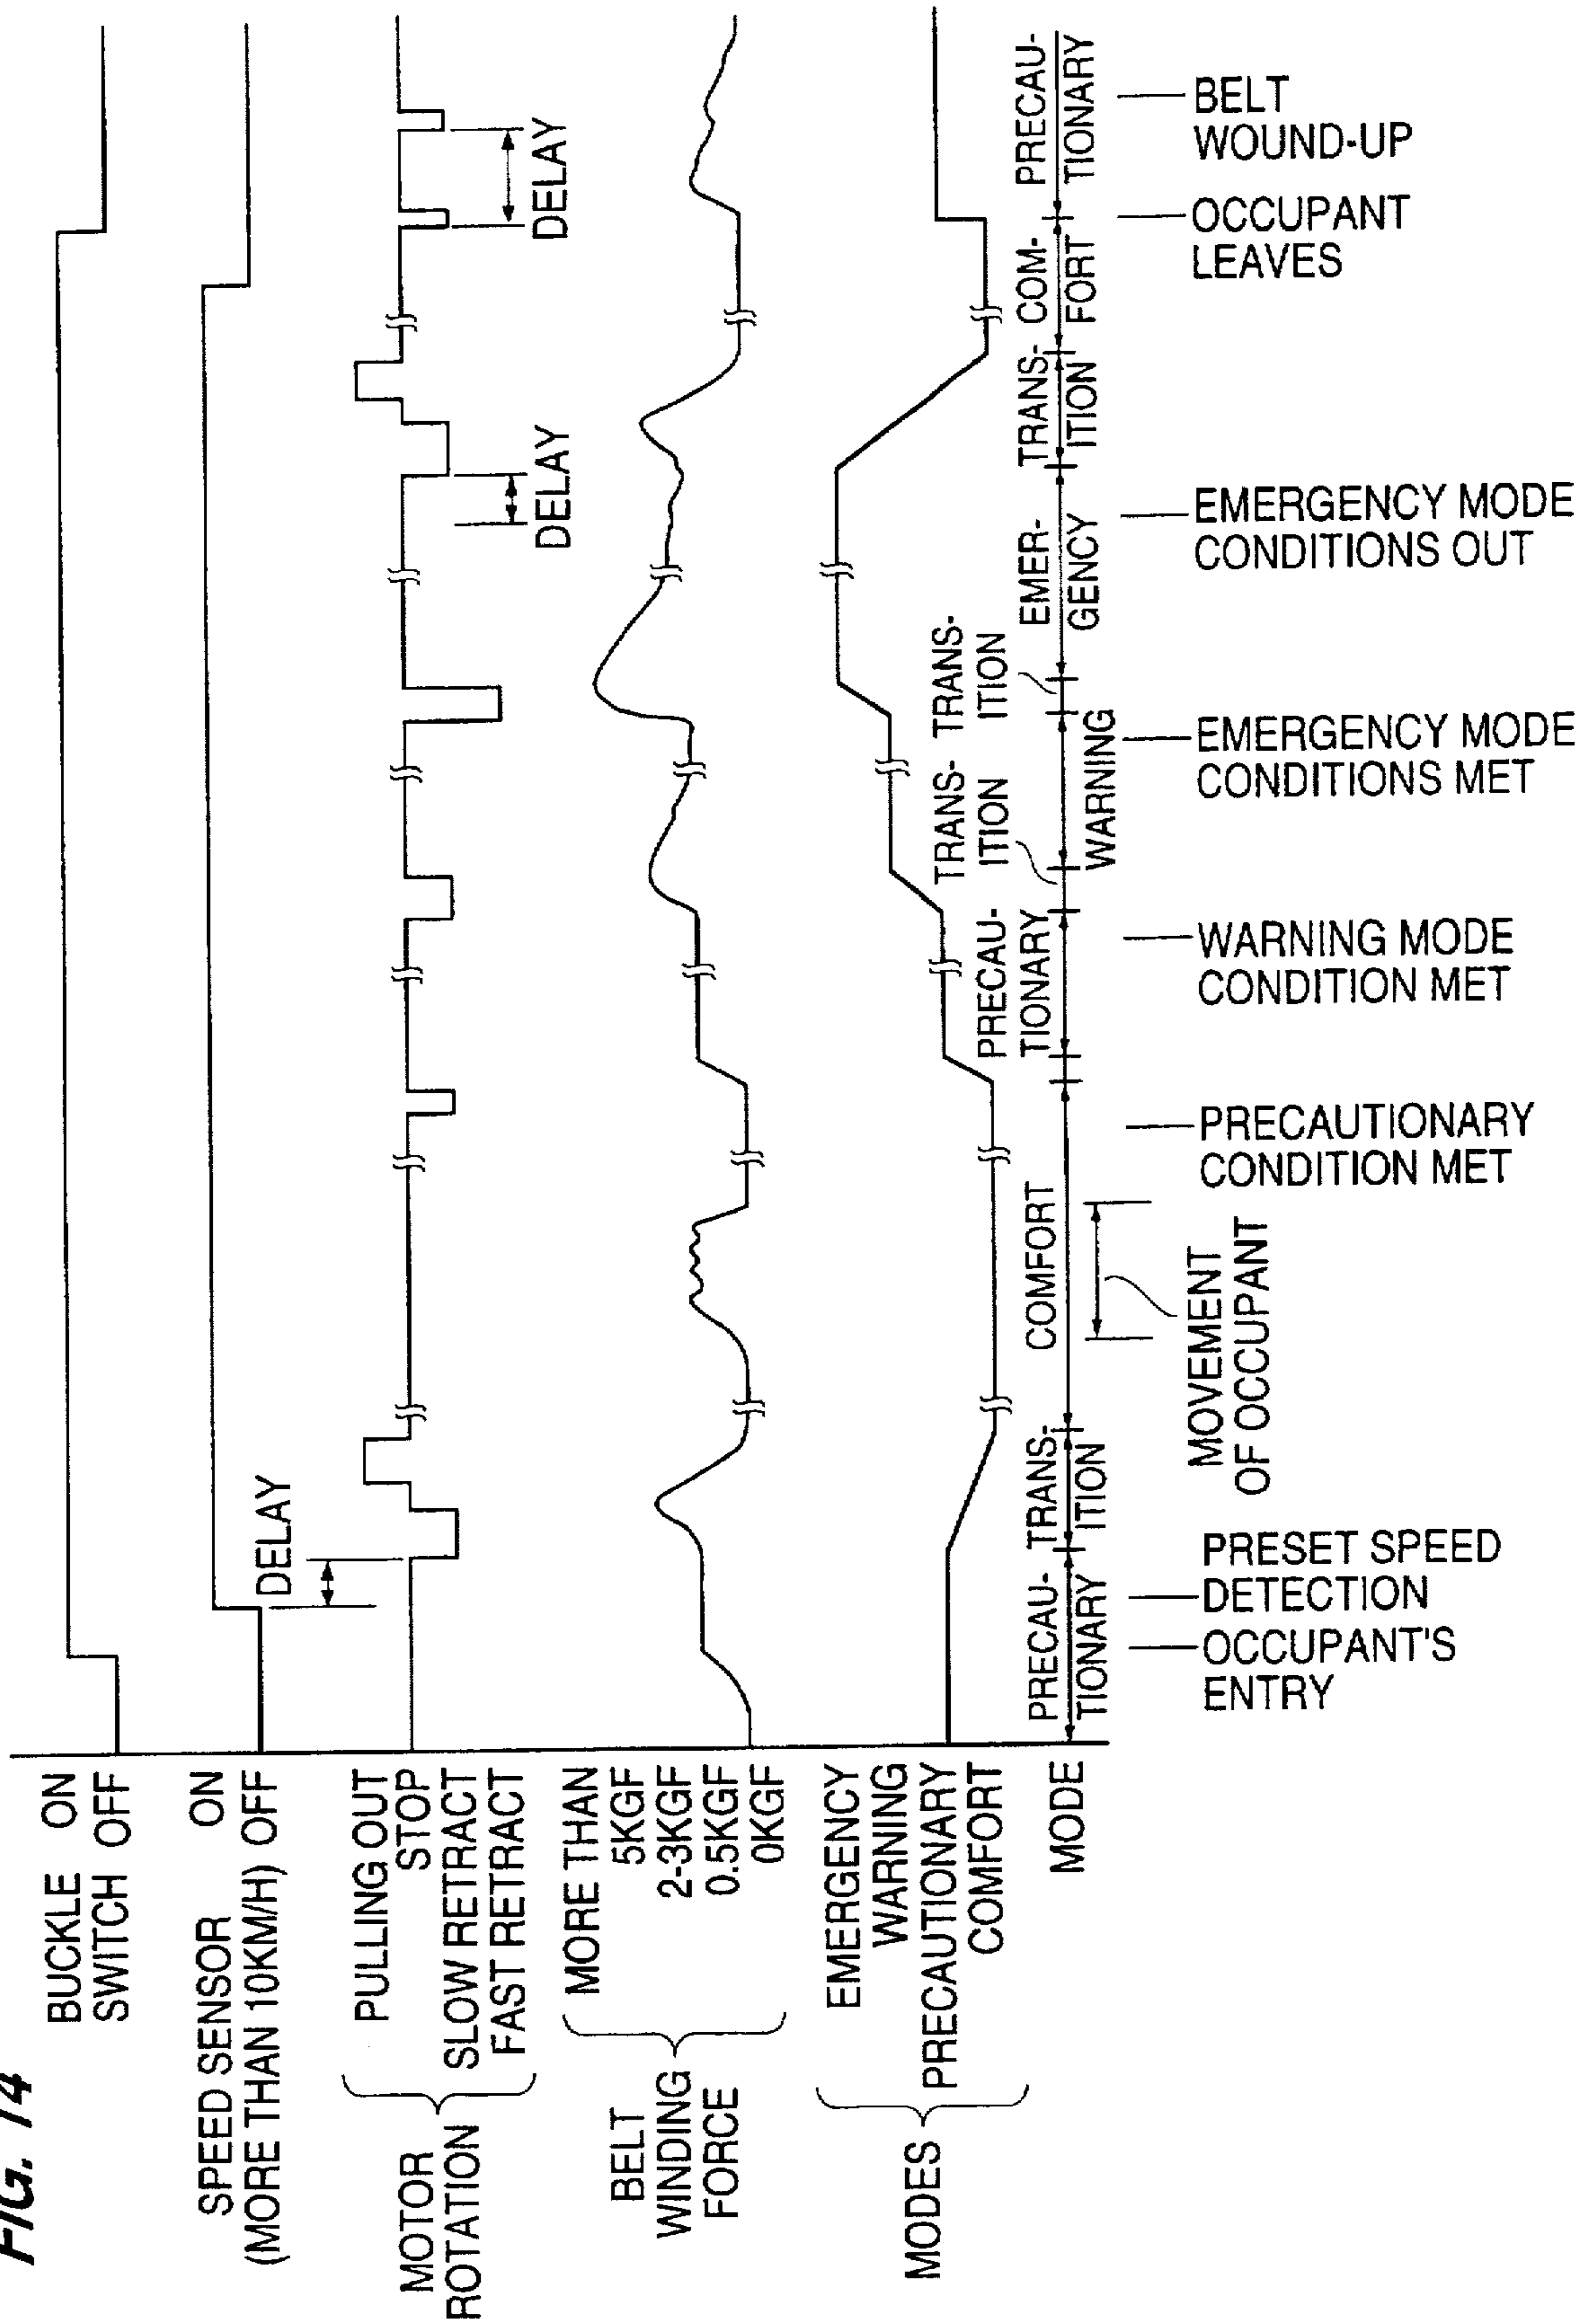 FIG. 14
BUCKLE ON
SWITCH OFF
SPEED SENSOR ON
(MORE THAN 10KM/H) OFF
MOTOR
ROTATION
PULLING OUT
STOP
SLOW RETRACT
FAST RETRACT
BELT
WINDING
FORCE
MORE THAN
5KGF
2-3KGF
0.5KGF
0KGF
MODES
EMERGENCY
WARNING
PRECAUTIONARY
COMFORT
MODE
DELAY
DELAY
DELAY
PRECAU-
TIONARY
TRANS-
ITION
COMFORT
PRECAU-
TIONARY
TRANS-
ITION
WARNING
TRANS-
ITION
EMER-
GENCY
TRANS-
ITION
COM-
FORT
PRECAU-
TIONARY
OCCUPANT'S
ENTRY
PRESET SPEED
DETECTION
MOVEMENT
OF OCCUPANT
PRECAUTIONARY
CONDITION MET
WARNING MODE
CONDITION MET
EMERGENCY MODE
CONDITIONS MET
EMERGENCY MODE
CONDITIONS OUT
OCCUPANT
LEAVES
BELT
WOUND-UP